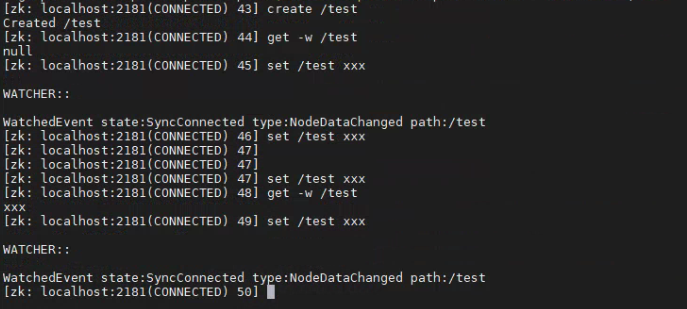 [zk: localhost:2181(CONNECTED) 43] create /test
Created /test
[zk: localhost:2181(CONNECTED) 44] get -w /test
null
[zk: localhost:2181(CONNECTED) 45] set /test xxx
WATCHER::
WatchedEvent state:SyncConnected type:NodeDataChanged path:/test
[zk: localhost:2181(CONNECTED) 46] set /test xxx
[zk: localhost:2181(CONNECTED) 47]
[zk: localhost:2181(CONNECTED) 47]
[zk: localhost:2181(CONNECTED) 47] set /test xxx
[zk: localhost:2181(CONNECTED) 48] get -w /test
xxx
[zk: localhost:2181(CONNECTED) 49] set /test xxx
WATCHER::
WatchedEvent state:SyncConnected type:NodeDataChanged path:/test
[zk: localhost:2181(CONNECTED) 50]